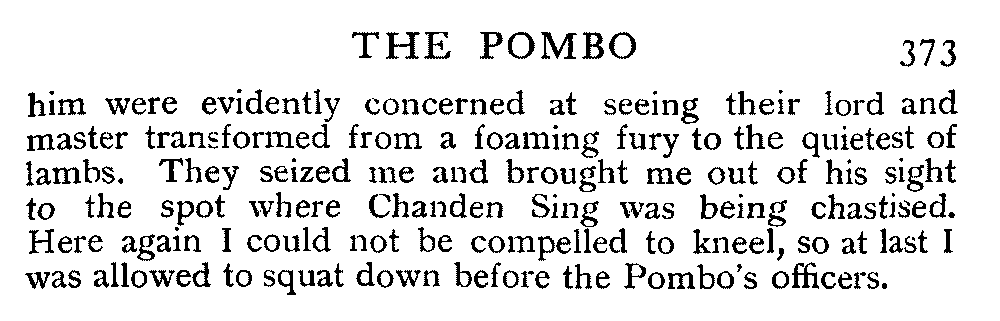 THE POMBO 373
him were evidently concerned at seeing their lord and
master transformed from a foaming fury to the quietest of
lambs. They seized me and brought me out of his sight
to the spot where Chanden Sing was being chastised.
Here again I could not be compelled to kneel, so at last I
was allowed to squat down before the Pombo's officers.